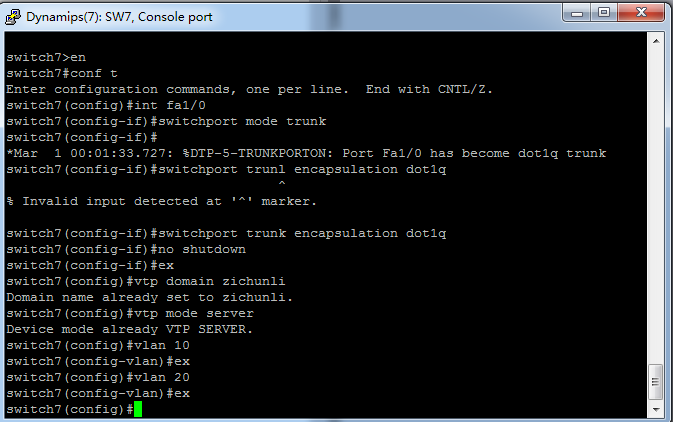 Dynamips(7): SW7, Console port
switch7>en
switch7#conf t
Enter configuration commands, one per line.  End with CNTL/Z.
switch7(config)#int fa1/0
switch7(config-if)#switchport mode trunk
switch7(config-if)#
*Mar  1 00:01:33.727: %DTP-5-TRUNKPORTON: Port Fa1/0 has become dot1q trunk
switch7(config-if)#switchport trunl encapsulation dot1q
^
% Invalid input detected at '^' marker.
switch7(config-if)#switchport trunk encapsulation dot1q
switch7(config-if)#no shutdown
switch7(config-if)#ex
switch7(config)#vtp domain zichunli
Domain name already set to zichunli.
switch7(config)#vtp mode server
Device mode already VTP SERVER.
switch7(config)#vlan 10
switch7(config-vlan)#ex
switch7(config)#vlan 20
switch7(config-vlan)#ex
switch7(config)#